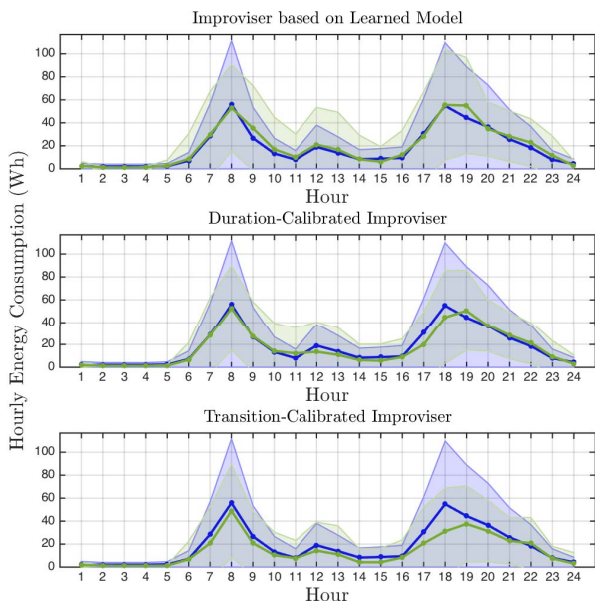 Improviser based on Learned Model
100
80
60
40
20
0
1 2 3 4 5 6 7 8 9 10 11 12 13 14 15 16 17 18 19 20 21 22 23 24
Hour
Duration-Calibrated Improviser
100
80
60
40
20
0
1 2 3 4 5 6 7 8 9 10 11 12 13 14 15 16 17 18 19 20 21 22 23 24
Hour
Transition-Calibrated Improviser
100
80
60
40
20
0
1 2 3 4 5 6 7 8 9 10 11 12 13 14 15 16 17 18 19 20 21 22 23 24
Hour
Hourly Energy Consumption (Wh)